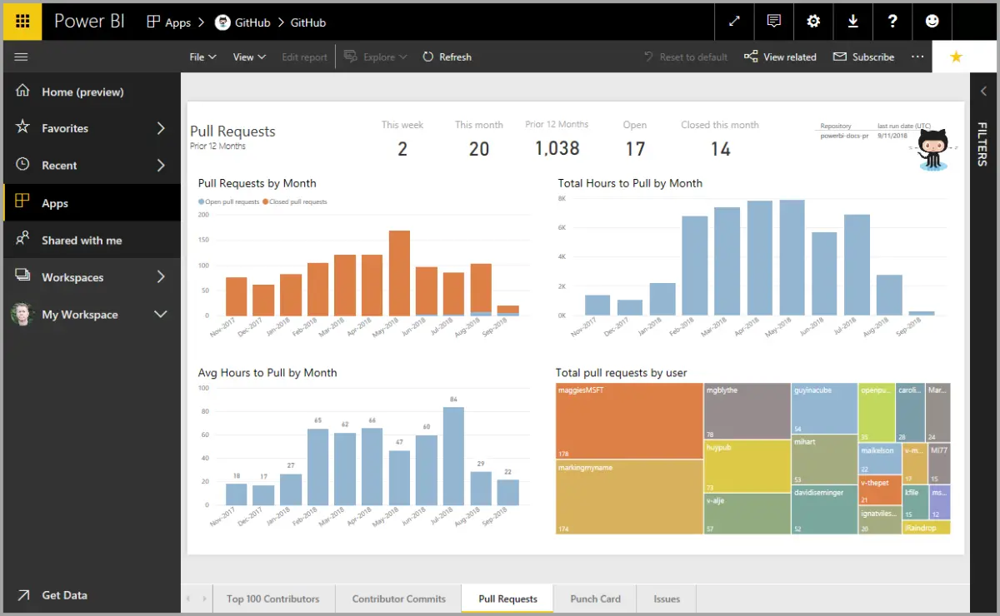 Power BI
Apps > GitHub > GitHub
File View Edit report Explore Refresh Reset to default View related Subscribe ...
Home (preview)
Favorites
Recent
Apps
Shared with me
Workspaces
My Workspace
Get Data
FILTERS
Pull Requests
Prior 12 Months
This week
2
This month
20
Prior 12 Months
1,038
Open
17
Closed this month
14
Repository
powerbi-docs-pr
last run date (UTC)
9/11/2018
Pull Requests by Month
Open pull requests Closed pull requests
200
150
100
50
0
Nov-2017 Dec-2017 Jan-2018 Feb-2018 Mar-2018 Apr-2018 May-2018 Jun-2018 Jul-2018 Aug-2018 Sep-2018
Total Hours to Pull by Month
8K
6K
4K
2K
0K
Nov-2017 Dec-2017 Jan-2018 Feb-2018 Mar-2018 Apr-2018 May-2018 Jun-2018 Jul-2018 Aug-2018 Sep-2018
Avg Hours to Pull by Month
100
80
60
40
20
0
18 17 27 65 62 66 47 60 84 29 22
Nov-2017 Dec-2017 Jan-2018 Feb-2018 Mar-2018 Apr-2018 May-2018 Jun-2018 Jul-2018 Aug-2018 Sep-2018
Total pull requests by user
maggiesMSFT
178
markingmyname
174
mgblythe
78
huypub
73
v-alje
57
guyinacube
54
mihart
53
davidiseminger
52
openpu...
35
caroli...
28
Mar...
24
maikelson
22
v-thepet
21
ignatviles...
20
v-m...
17
MI77
15
kfile
15
ms...
12
iRaindrop
Top 100 Contributors
Contributor Commits
Pull Requests
Punch Card
Issues